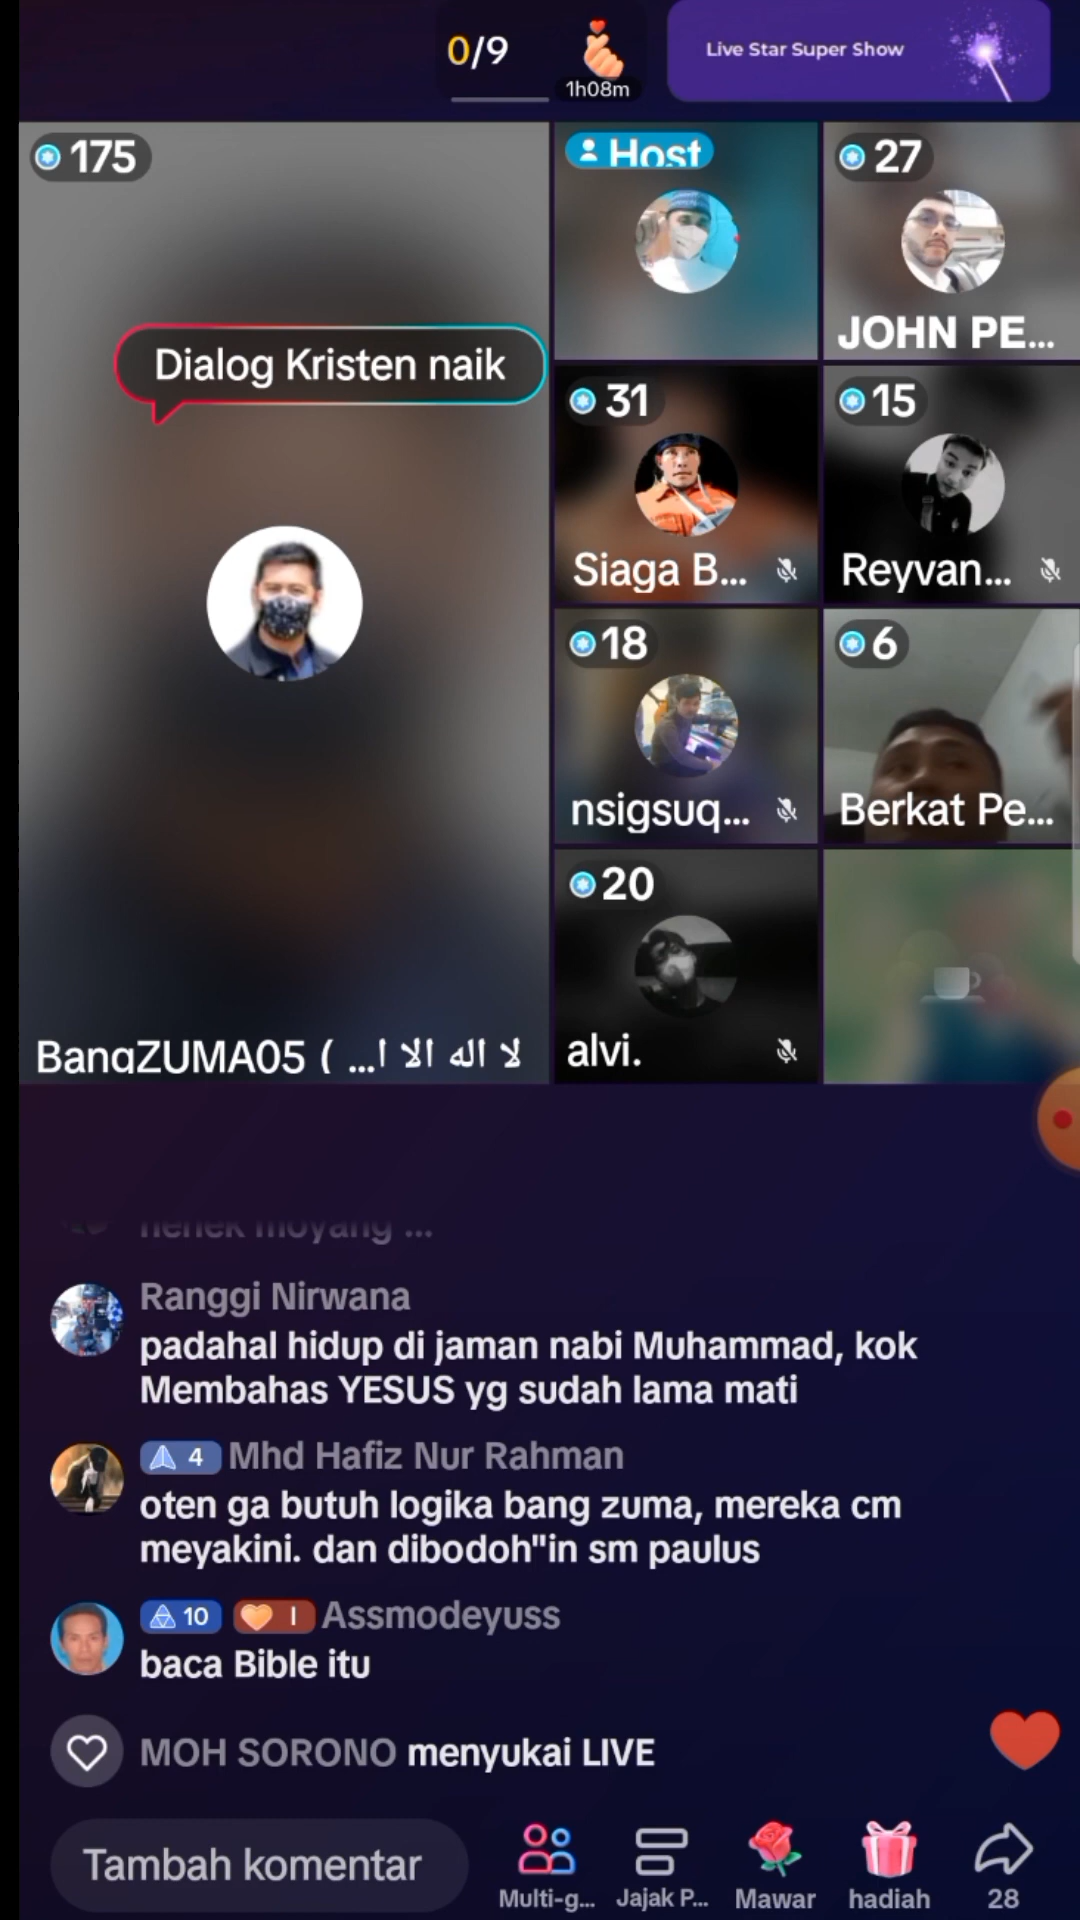 0/9
1h08m
Live Star Super Show
175
Host
27
Dialog Kristen naik
JOHN PE...
31
15
Siaga B...
Reyvan...
18
6
nsigsuq...
Berkat Pe...
20
BangZUMA05 ( لا اله الا ا...
alvi.
nenek moyang ...
Ranggi Nirwana
padahal hidup di jaman nabi Muhammad, kok
Membahas YESUS yg sudah lama mati
4 Mhd Hafiz Nur Rahman
oten ga butuh logika bang zuma, mereka cm
meyakini. dan dibodoh"in sm paulus
10 I Assmodeyuss
baca Bible itu
MOH SORONO menyukai LIVE
Tambah komentar
Multi-g...
Jajak P...
Mawar
hadiah
28